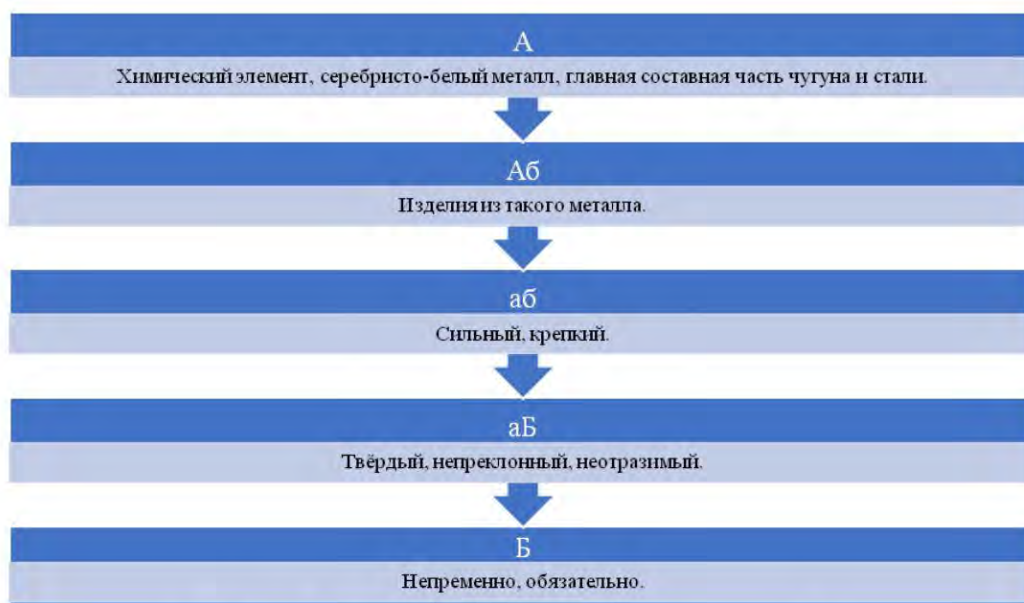 А
Химический элемент, серебристо-белый металл, главная составная часть чугуна и стали.
Аб
Изделия из такого металла.
аб
Сильный, крепкий.
аБ
Твёрдый, непреклонный, неотразимый.
Б
Непременно, обязательно.